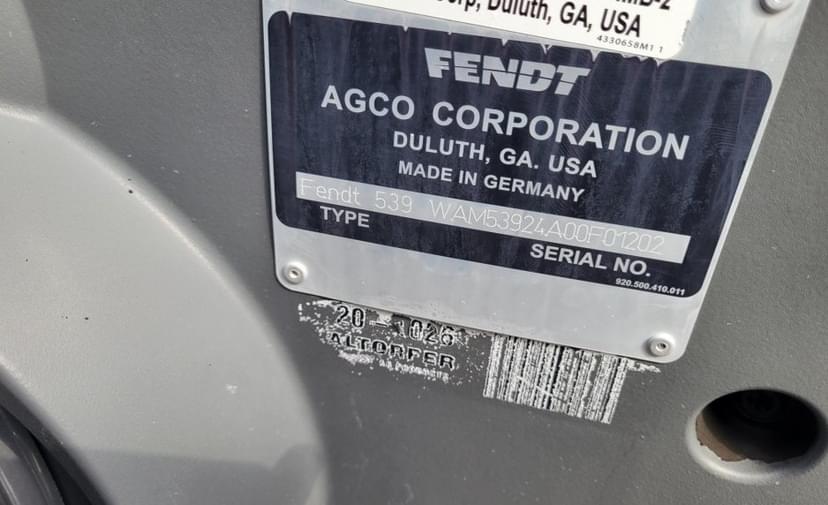 Corp, Duluth, GA, USA
4330658M1 1
FENDT
AGCO CORPORATION
DULUTH, GA. USA
MADE IN GERMANY
Fendt 539 WAM53924A00F01202
TYPE
SERIAL NO.
920.500.410.011
20-1026
ALTORFER